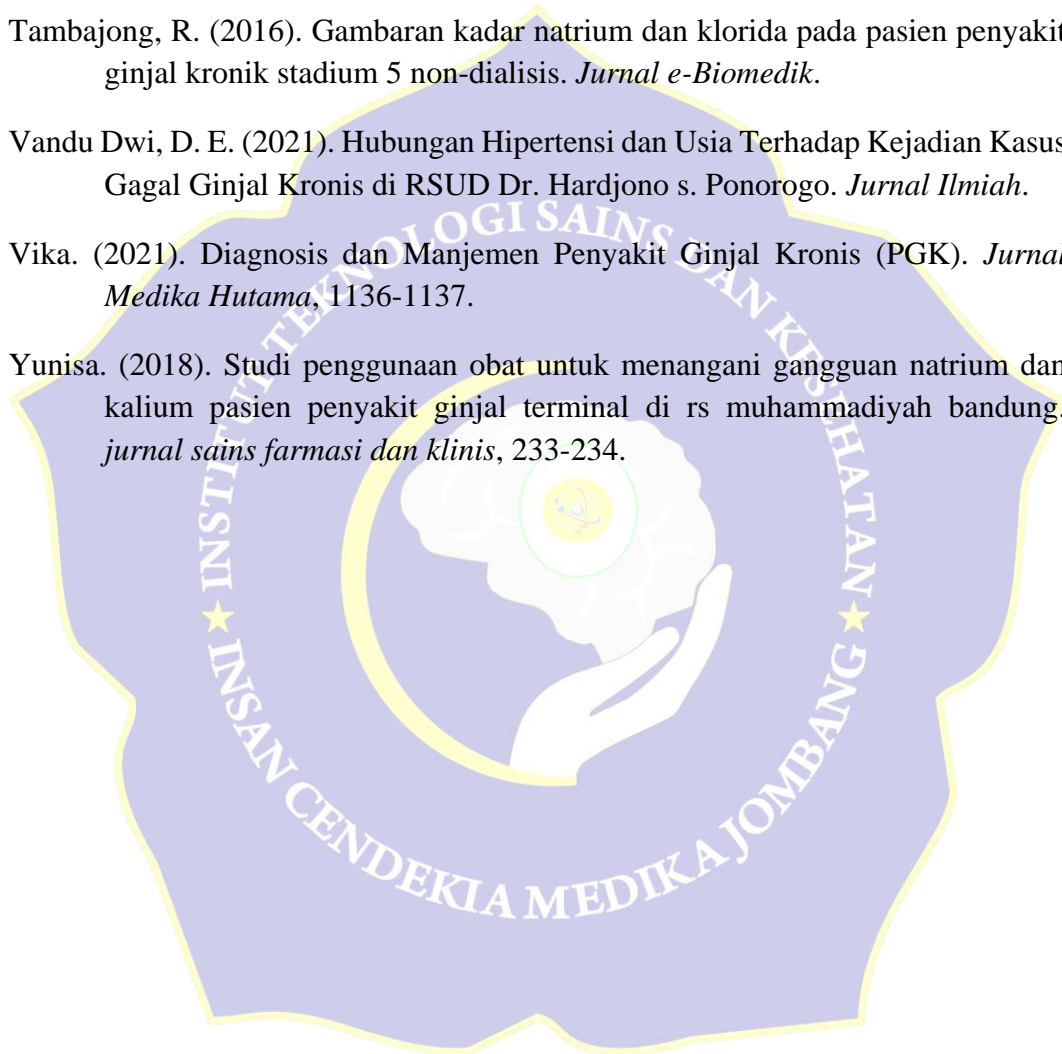 Tambajong, R. (2016). Gambaran kadar natrium dan klorida pada pasien penyakit
ginjal kronik stadium 5 non-dialisis. Jurnal e-Biomedik.
Vandu Dwi, D. E. (2021). Hubungan Hipertensi dan Usia Terhadap Kejadian Kasus
Gagal Ginjal Kronis di RSUD Dr. Hardjono s. Ponorogo. Jurnal Ilmiah.
Vika. (2021). Diagnosis dan Manjemen Penyakit Ginjal Kronis (PGK). Jurnal
Medika Hutama, 1136-1137.
Yunisa. (2018). Studi penggunaan obat untuk menangani gangguan natrium dan
kalium pasien penyakit ginjal terminal di rs muhammadiyah bandung.
jurnal sains farmasi dan klinis, 233-234.
INSTITUT TEKNOLOGI SAINS DAN KESEHATAN
INSAN CENDEKIA MEDIKA JOMBANG